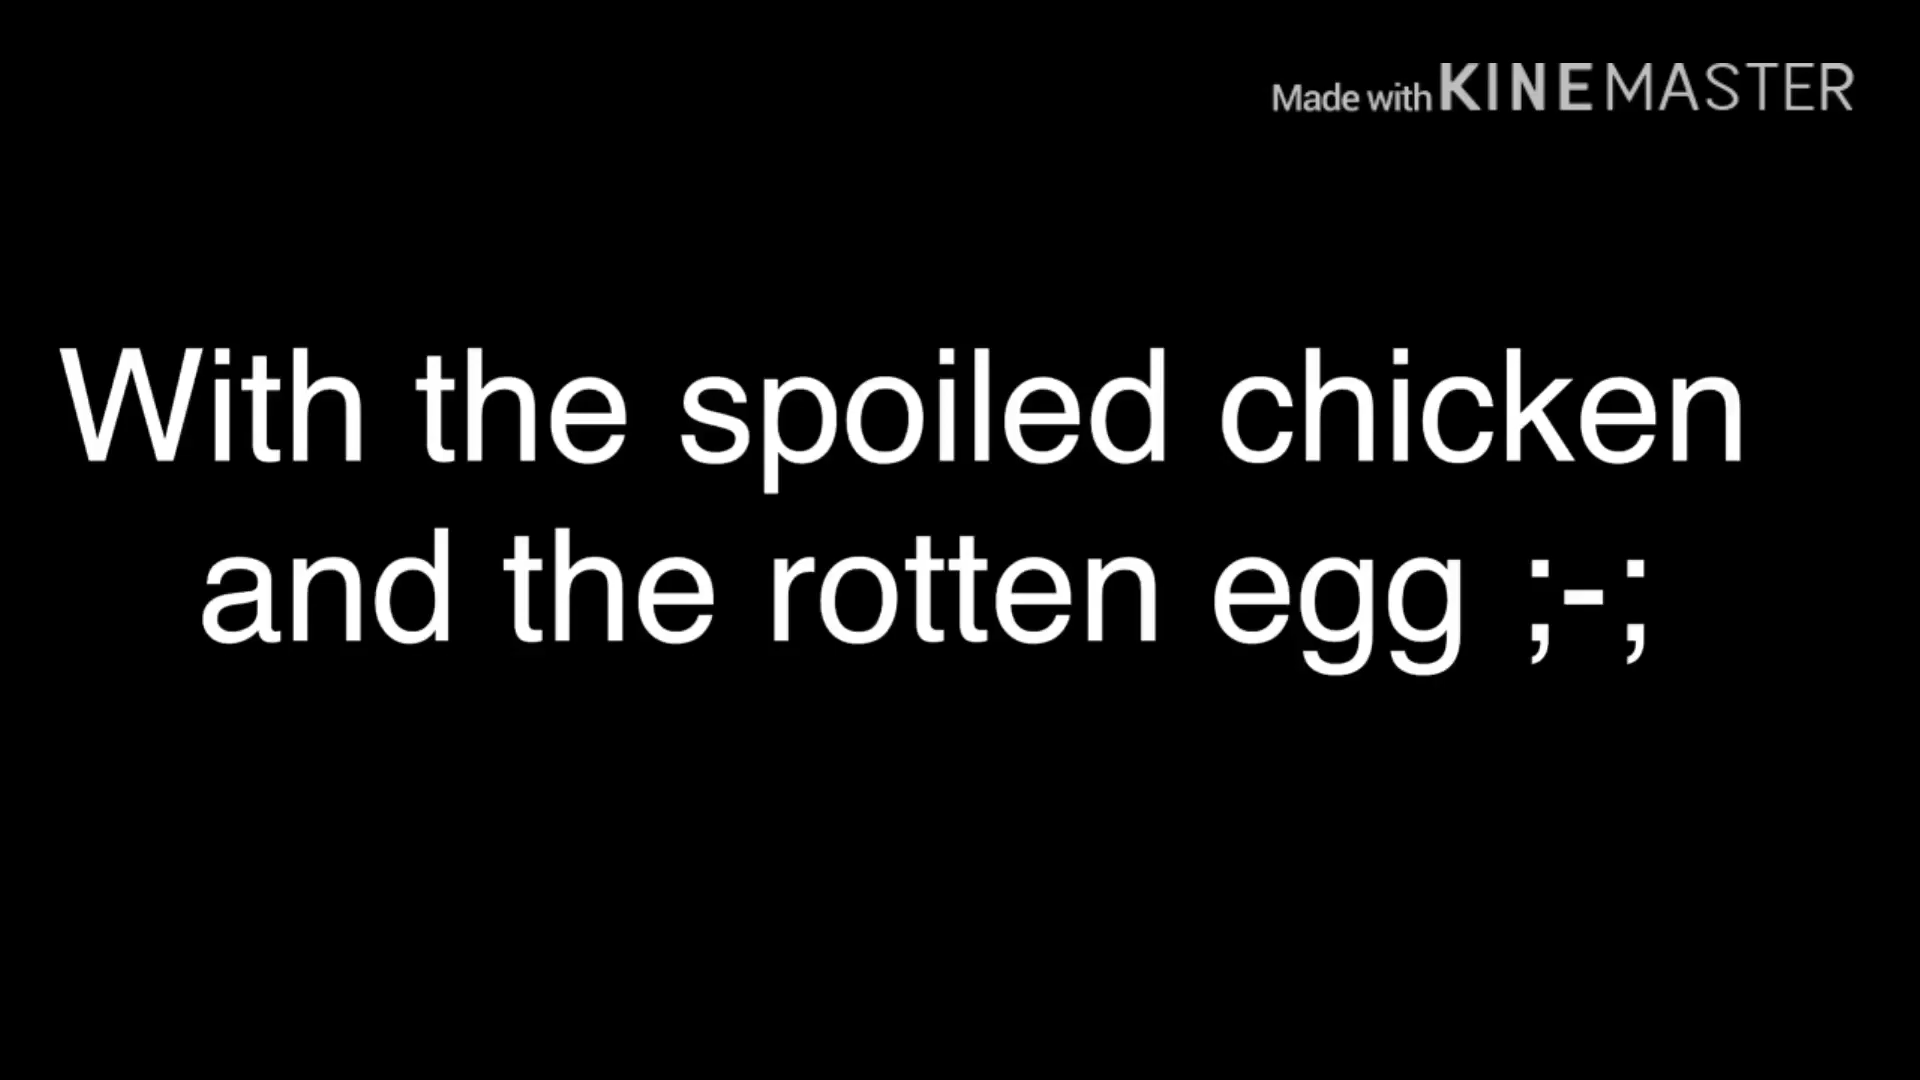 Made with KINEMASTER
With the spoiled chicken
and the rotten egg ;-;